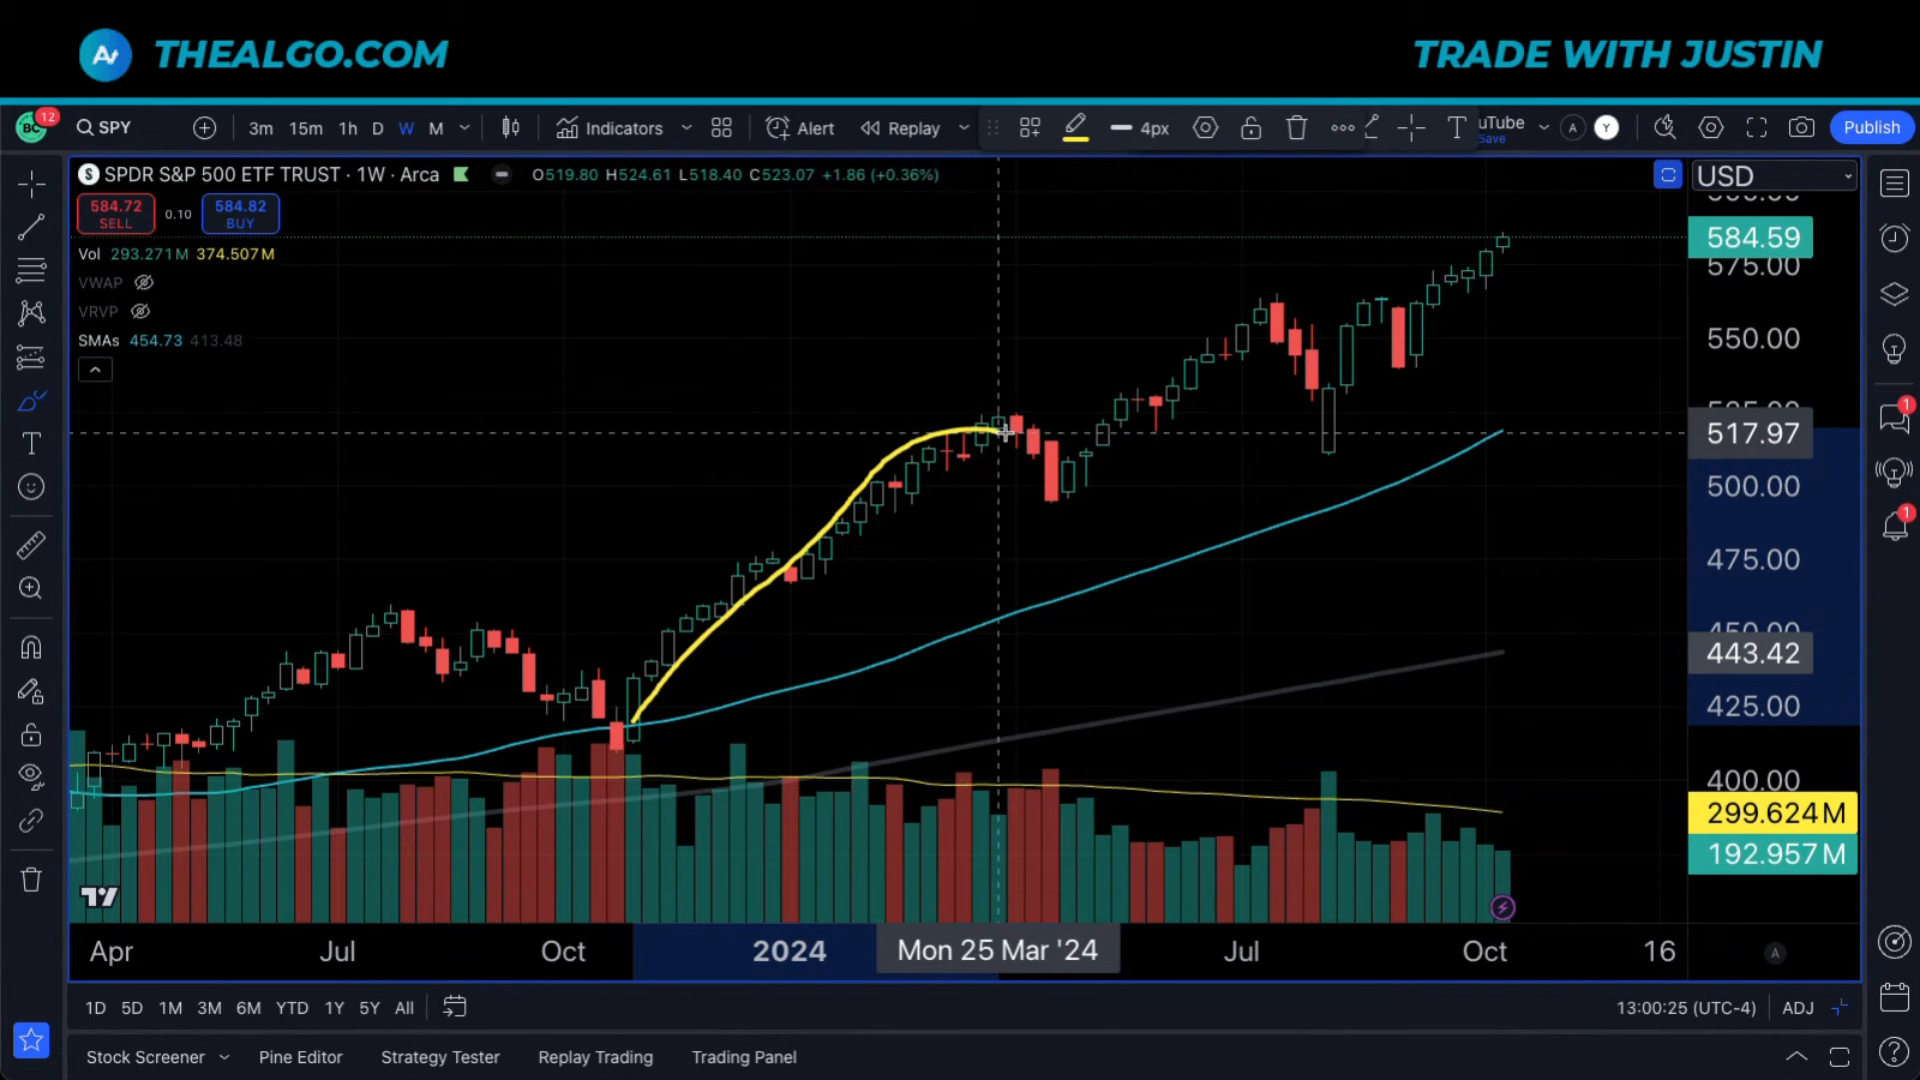 THEALGO.COM
TRADE WITH JUSTIN
BC 12 SPY 3m 15m 1h D W M Indicators Alert Replay 4px T uTube Save A Y Publish
SPDR S&P 500 ETF TRUST · 1W · Arca O519.80 H524.61 L518.40 C523.07 +1.86 (+0.36%) USD
584.72 SELL 0.10 584.82 BUY
584.59
Vol 293.271M 374.507M
575.00
VWAP
VRVP
SMAs 454.73 413.48
550.00
1
517.97
500.00
1
475.00
443.42
425.00
400.00
299.624M
192.957M
Apr Jul Oct 2024 Mon 25 Mar '24 Jul Oct 16 A
1D 5D 1M 3M 6M YTD 1Y 5Y All 13:00:25 (UTC-4) ADJ
Stock Screener Pine Editor Strategy Tester Replay Trading Trading Panel